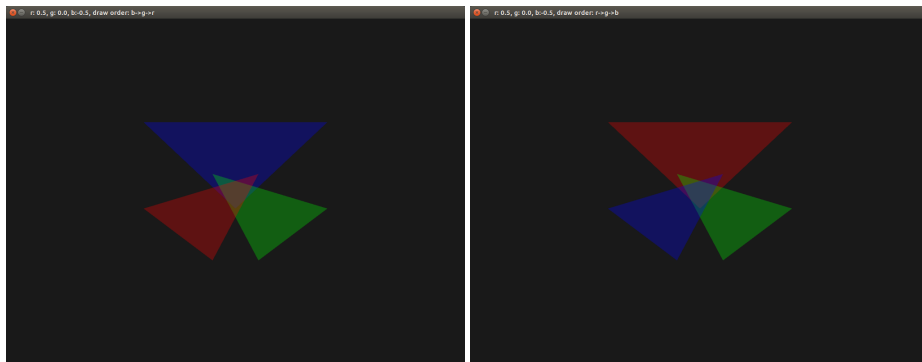 r: 0.5, g: 0.0, b:-0.5, draw order: b->g->r
r: 0.5, g: 0.0, b:-0.5, draw order: r->g->b